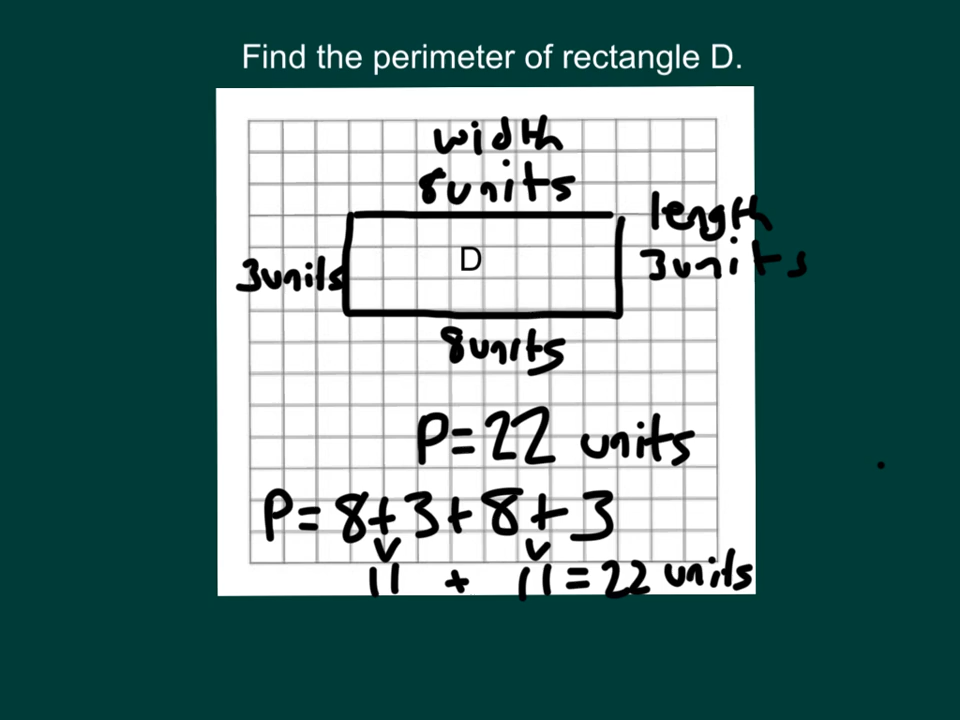 Find the perimeter of rectangle D.
width
8units
length
3units
D
3units
8units
P=22 units
P=8+3+8+3
11 + 11=22 units